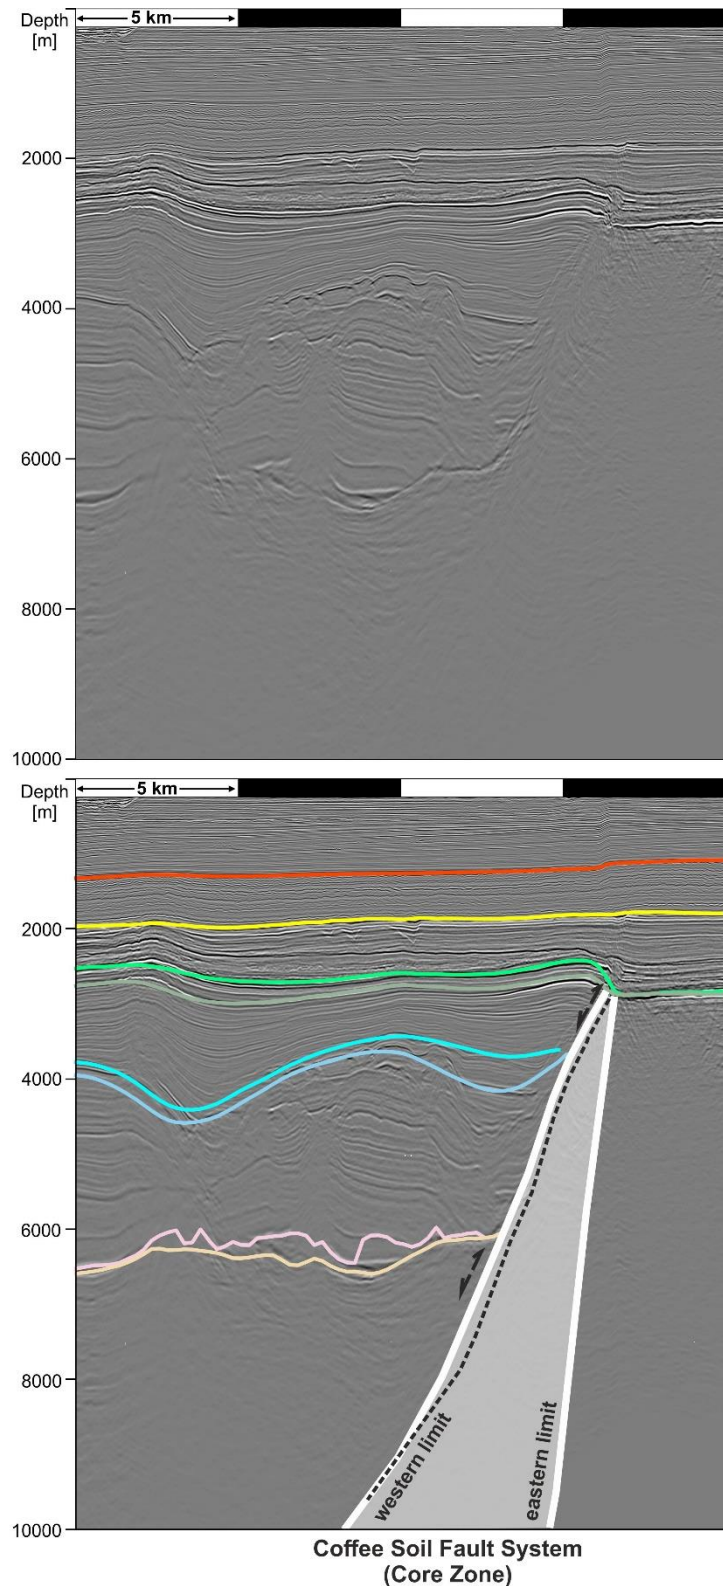 Depth
[m]
5 km
2000
4000
6000
8000
10000
Depth
[m]
5 km
2000
4000
6000
8000
10000
western limit
eastern limit
Coffee Soil Fault System
(Core Zone)